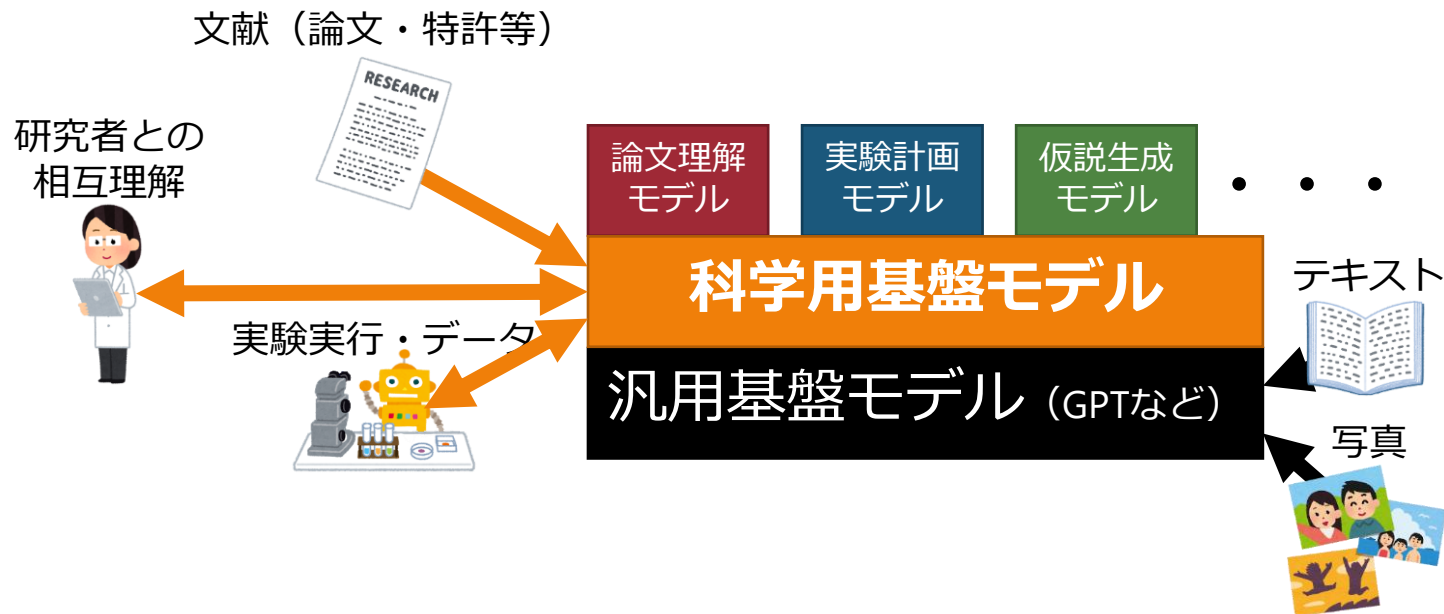 文献（論文・特許等）
RESEARCH
研究者との
相互理解
論文理解
モデル
実験計画
モデル
仮説生成
モデル
・・・
科学用基盤モデル
テキスト
実験実行・データ
汎用基盤モデル（GPTなど）
写真